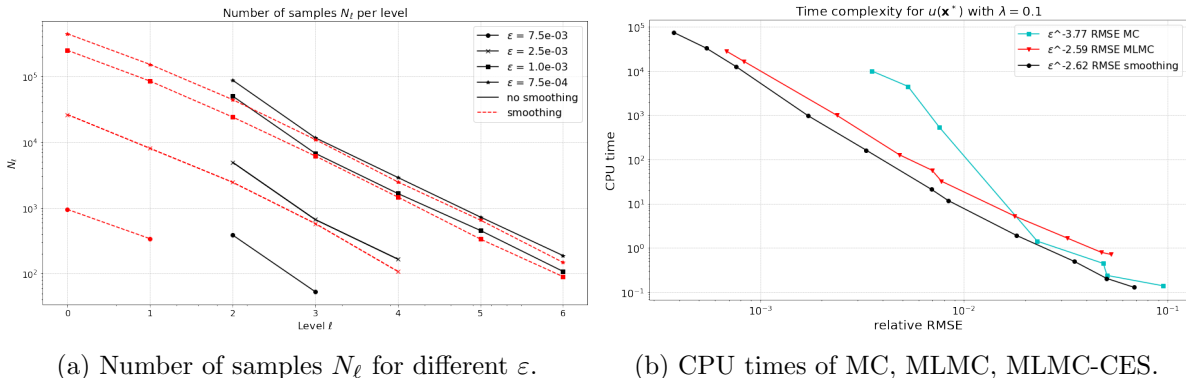 Number of samples $N_\ell$ per level
ε = 7.5e-03
ε = 2.5e-03
ε = 1.0e-03
ε = 7.5e-04
no smoothing
smoothing
10^5
10^4
10^3
10^2
N_ℓ
0 1 2 3 4 5 6
Level ℓ
(a) Number of samples N_ℓ for different ε.
Time complexity for u(x*) with λ = 0.1
ε^-3.77 RMSE MC
ε^-2.59 RMSE MLMC
ε^-2.62 RMSE smoothing
10^5
10^4
10^3
10^2
10^1
10^0
10^-1
CPU time
10^-3 10^-2 10^-1
relative RMSE
(b) CPU times of MC, MLMC, MLMC-CES.